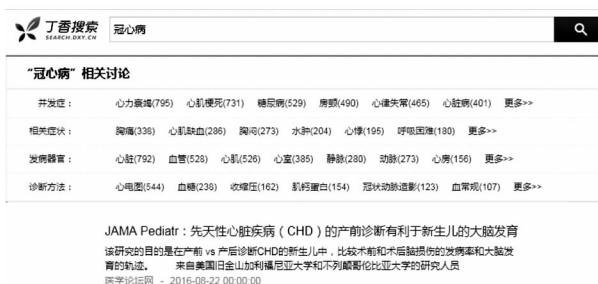 丁香搜索
SEARCH.DXY.CN
冠心病
“冠心病”相关讨论
并发症： 心力衰竭(795) 心肌梗死(731) 糖尿病(529) 房颤(490) 心律失常(465) 心脏病(401) 更多>>
相关症状： 胸痛(338) 心肌缺血(286) 胸闷(273) 水肿(204) 心悸(195) 呼吸困难(180) 更多>>
发病器官： 心脏(792) 血管(528) 心肌(526) 心室(385) 静脉(280) 动脉(273) 心房(156) 更多>>
诊断方法： 心电图(544) 血糖(238) 收缩压(162) 肌钙蛋白(154) 冠状动脉造影(123) 血常规(107) 更多>>
JAMA Pediatr：先天性心脏疾病（CHD）的产前诊断有利于新生儿的大脑发育
该研究的目的是在产前 vs 产后诊断CHD的新生儿中，比较术前和术后脑损伤的发病率和大脑发
育的轨迹。 来自美国旧金山加利福尼亚大学和不列颠哥伦比亚大学的研究人员
医学论坛网 - 2016-08-22 00:00:00